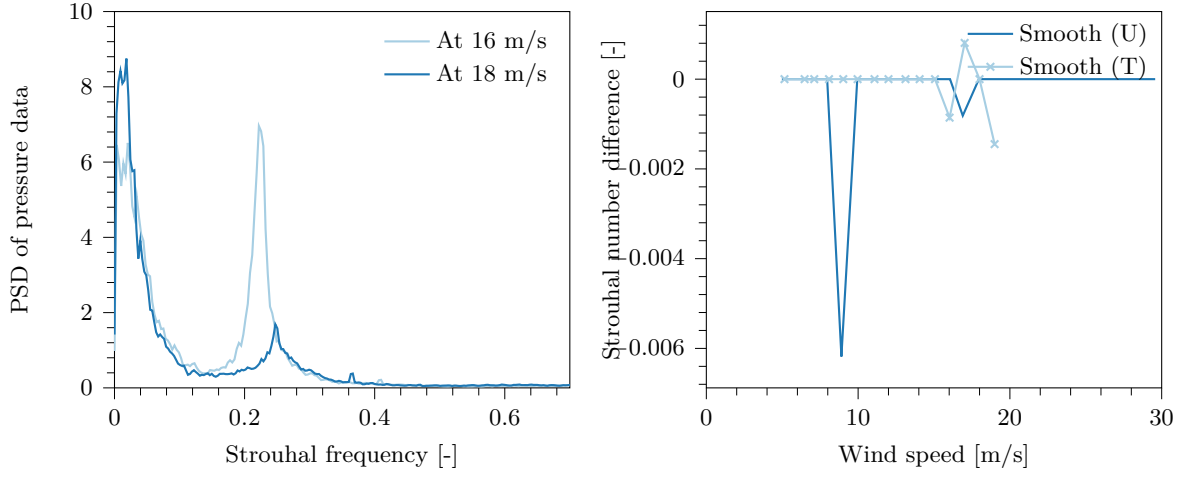 PSD of pressure data
10
8
6
4
2
0
0
0.2
0.4
0.6
Strouhal frequency [-]
At 16 m/s
At 18 m/s
Strouhal number difference [-]
0
−0.002
−0.004
−0.006
0
10
20
30
Wind speed [m/s]
Smooth (U)
Smooth (T)